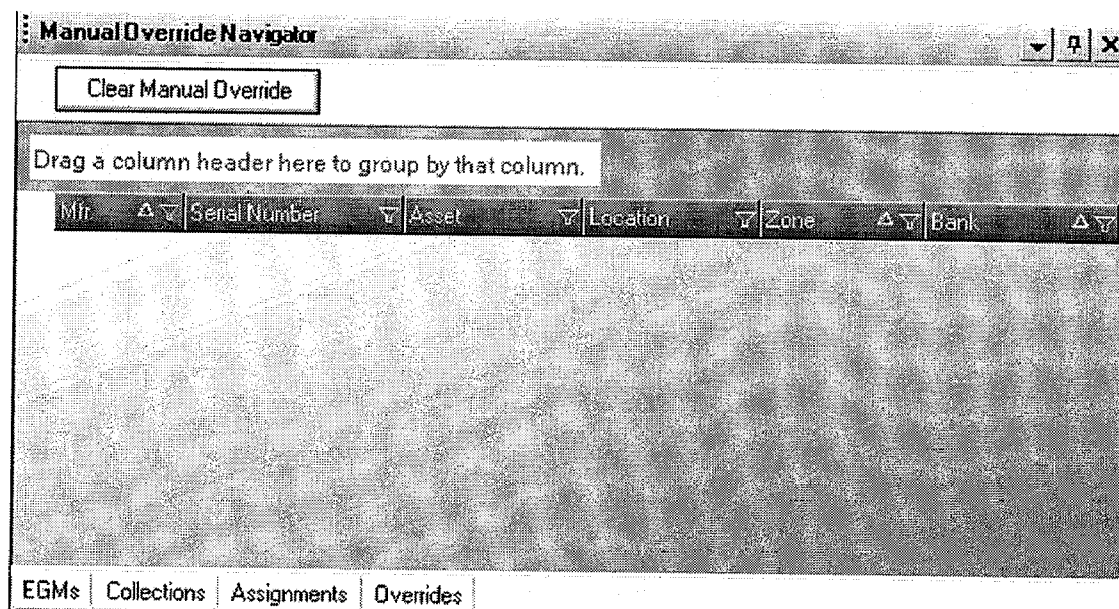 Manual Override Navigator
Clear Manual Override
Drag a column header here to group by that column.
Mfr Serial Number Asset Location Zone Bank
EGMs Collections Assignments Overrides